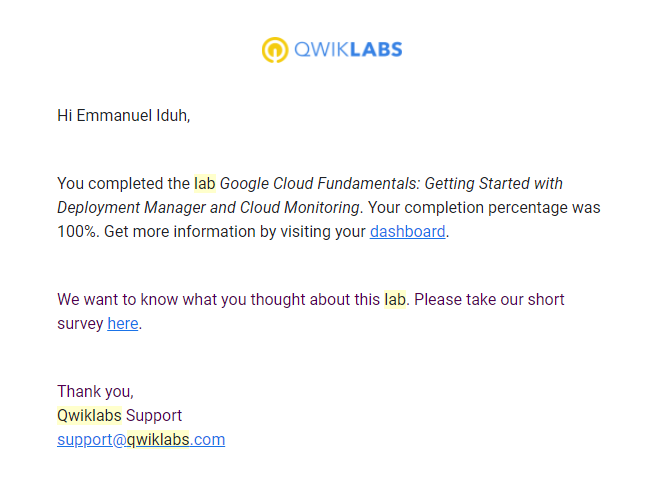 QWIKLABS
Hi Emmanuel Iduh,
You completed the lab Google Cloud Fundamentals: Getting Started with
Deployment Manager and Cloud Monitoring. Your completion percentage was
100%. Get more information by visiting your dashboard.
We want to know what you thought about this lab. Please take our short
survey here.
Thank you,
Qwiklabs Support
support@qwiklabs.com